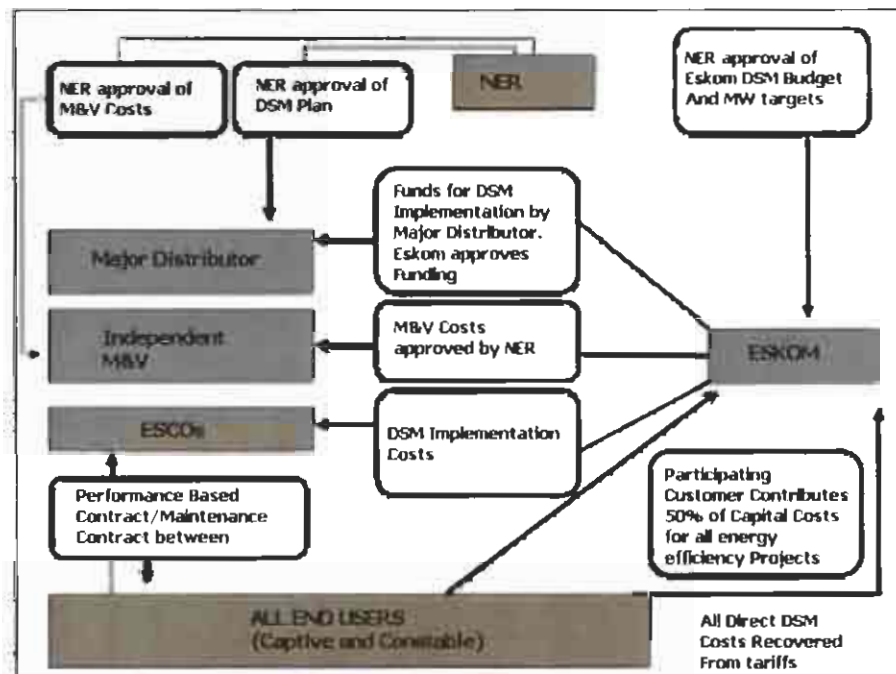 NER approval of
M&V Costs
NER approval of
DSM Plan
NER
NER approval of
Eskom DSM Budget
And MW targets
Funds for DSM
Implementation by
Major Distributor.
Eskom approves
Funding
Major Distributor
Independent
M&V
M&V Costs
approved by NER
ESKOM
ESCOs
DSM Implementation
Costs
Performance Based
Contract/Maintenance
Contract between
Participating
Customer Contributes
50% of Capital Costs
for all energy
efficiency Projects
ALL END USERS
(Captive and Constable)
All Direct DSM
Costs Recovered
From tariffs